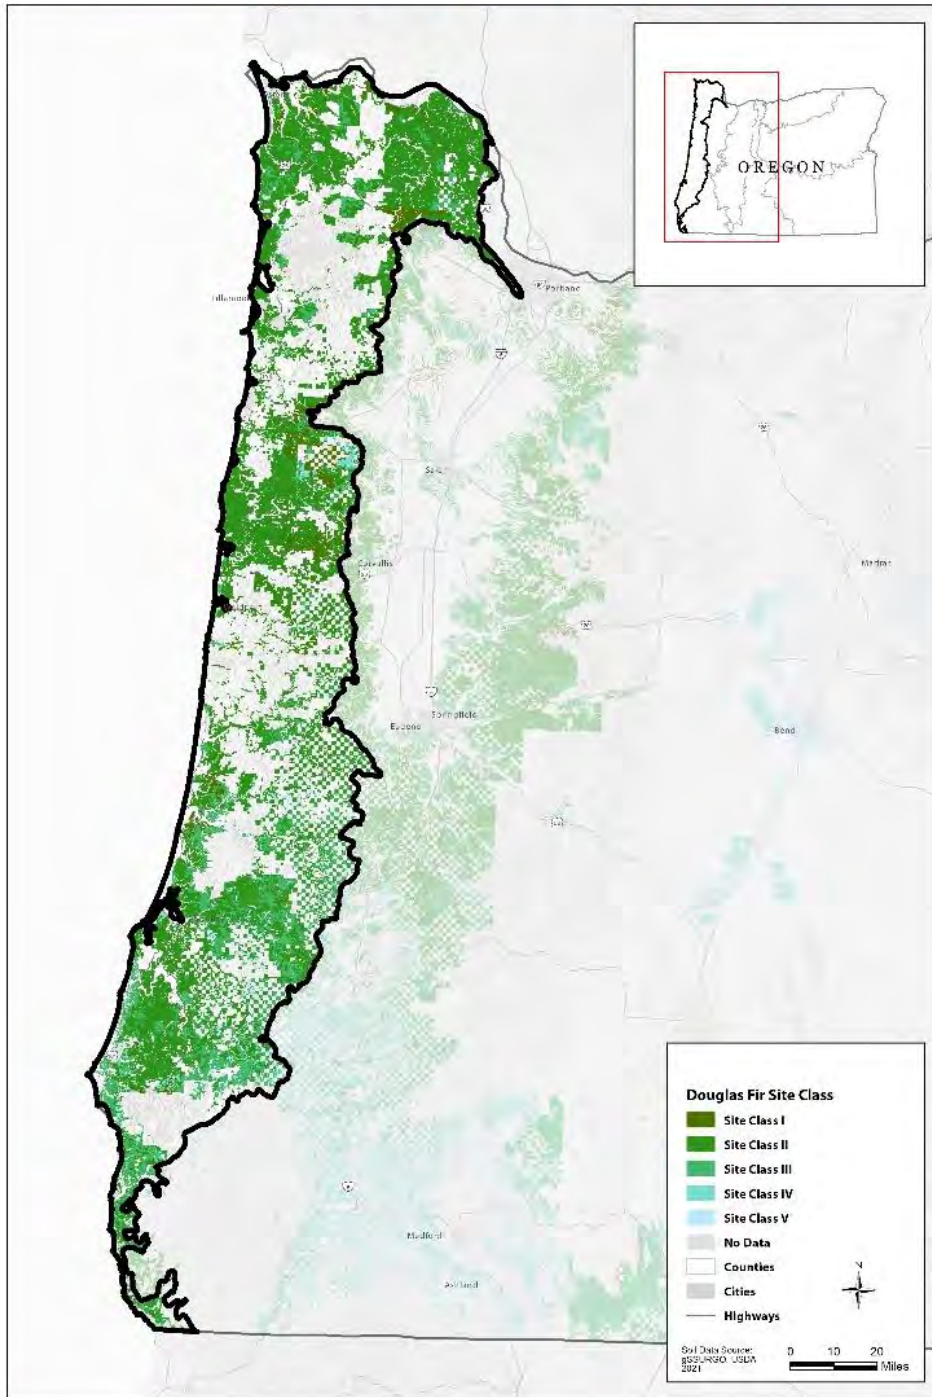 OREGON
Portland
Salem
Corvallis
Madras
Eugene
Springfield
Bend
Medford
Ashland
Douglas Fir Site Class
Site Class I
Site Class II
Site Class III
Site Class IV
Site Class V
No Data
Counties
Cities
Highways
N
Soil Data Source:
gSSURGO, USDA
2021
0 10 20
Miles